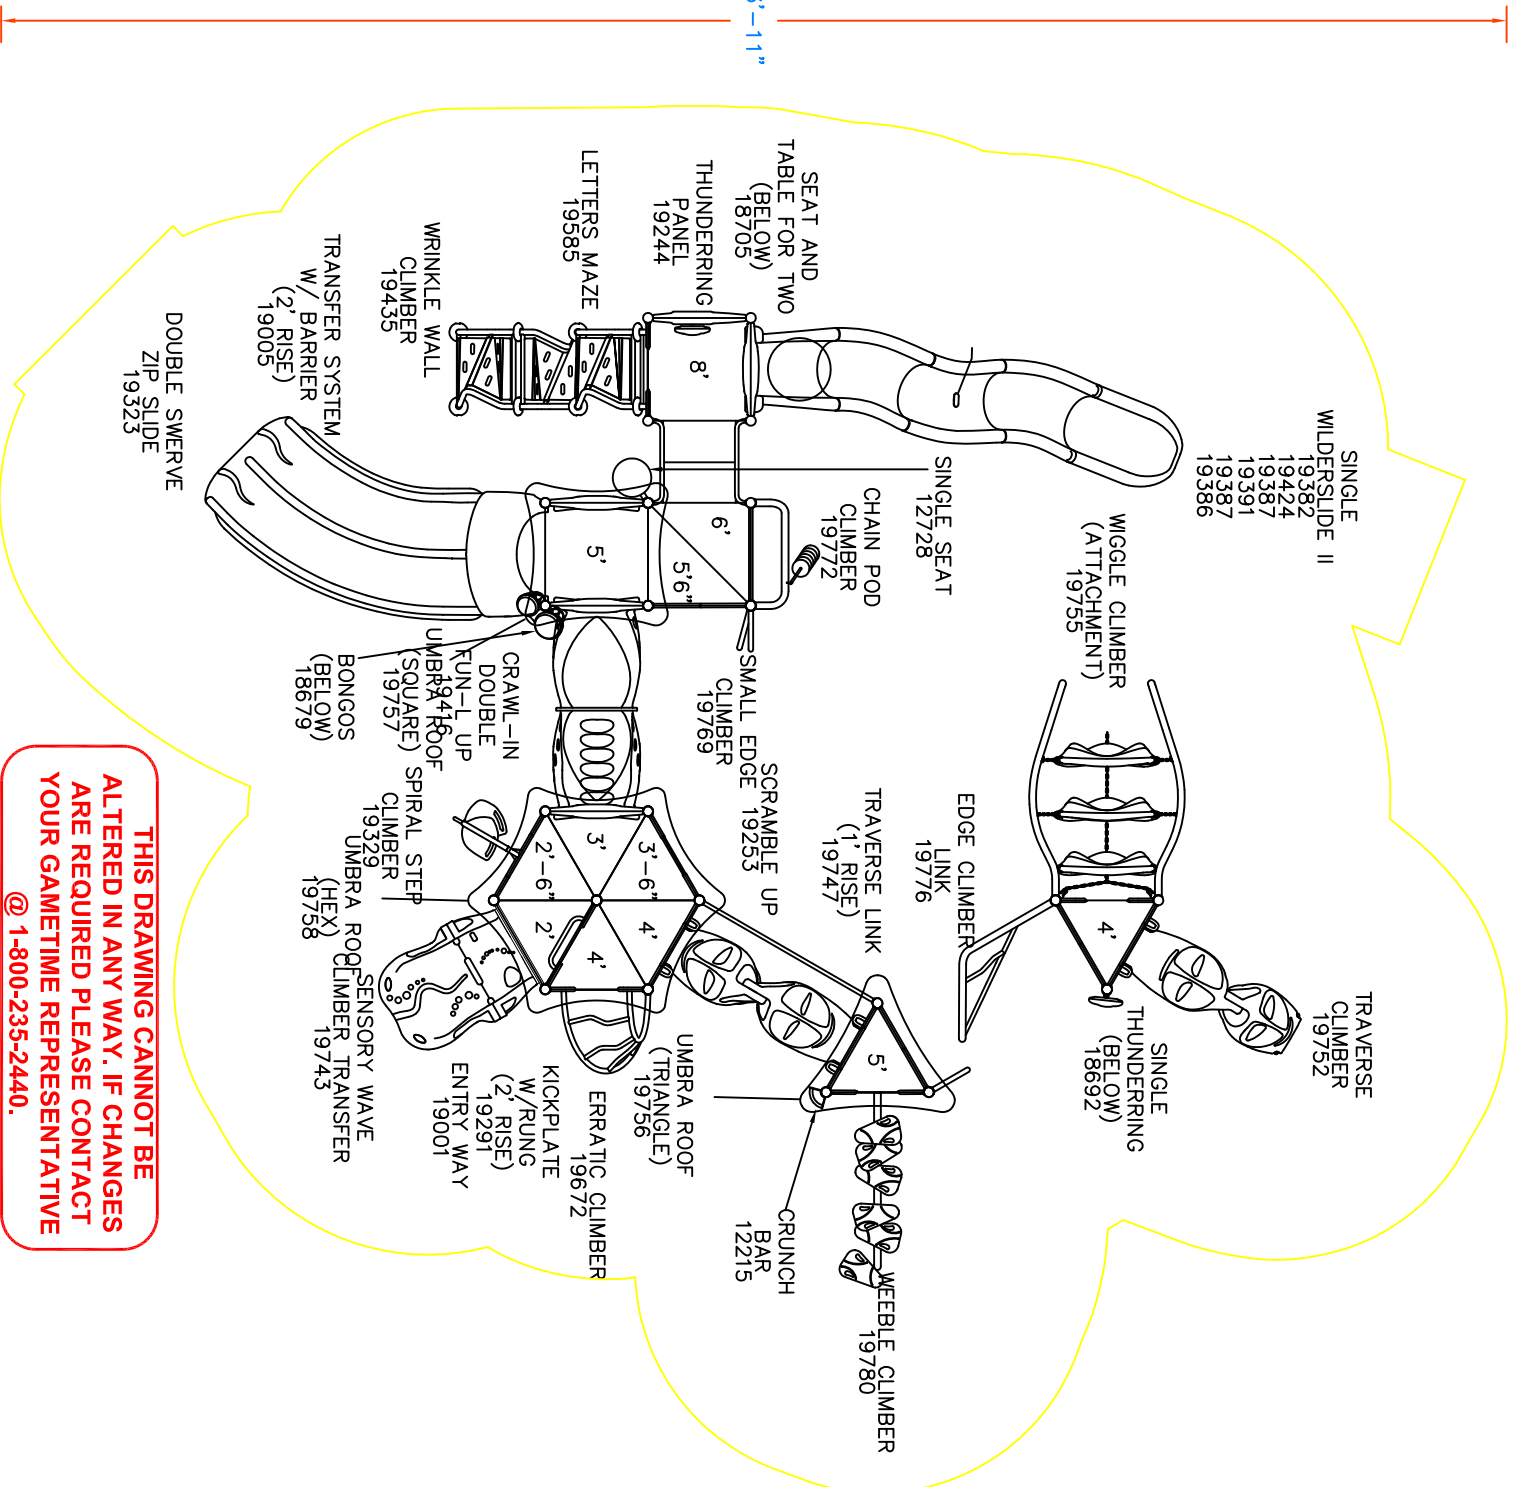 SEAT AND
TABLE FOR TWO
(BELOW)
18705
THUNDERRING
PANEL
19244
LETTERS MAZE
19585
WRINKLE WALL
CLIMBER
19435
TRANSFER SYSTEM
W/ BARRIER
(2' RISE)
19005
DOUBLE SWERVE
ZIP SLIDE
19323
SINGLE
WILDERSLIDE II
19382
19424
19387
19391
19387
19386
SINGLE SEAT
12728
CHAIN POD
CLIMBER
19772
WIGGLE CLIMBER
(ATTACHMENT)
19755
8'
6'
5'6"
5'
SMALL EDGE
CLIMBER
19769
CRAWL-IN
DOUBLE
FUN-L UP
19416
UMBRA ROOF
(SQUARE)
19757
BONGOS
(BELOW)
18679
SCRAMBLE UP
19253
TRAVERSE LINK
(1' RISE)
19747
EDGE CLIMBER
LINK
19776
SPIRAL STEP
CLIMBER
19329
UMBRA ROOF
(HEX)
19758
3'
3'-6"
2'-6"
2'
4'
4'
4'
5'
SENSORY WAVE
CLIMBER TRANSFER
19743
ENTRY WAY
19001
KICKPLATE
W/RUNG
(2' RISE)
19291
ERRATIC CLIMBER
19672
UMBRA ROOF
(TRIANGLE)
19756
CRUNCH
BAR
12215
WEEBLE CLIMBER
19780
SINGLE
THUNDERRING
(BELOW)
18692
TRAVERSE
CLIMBER
19752
THIS DRAWING CANNOT BE
ALTERED IN ANY WAY. IF CHANGES
ARE REQUIRED PLEASE CONTACT
YOUR GAMETIME REPRESENTATIVE
@ 1-800-235-2440.